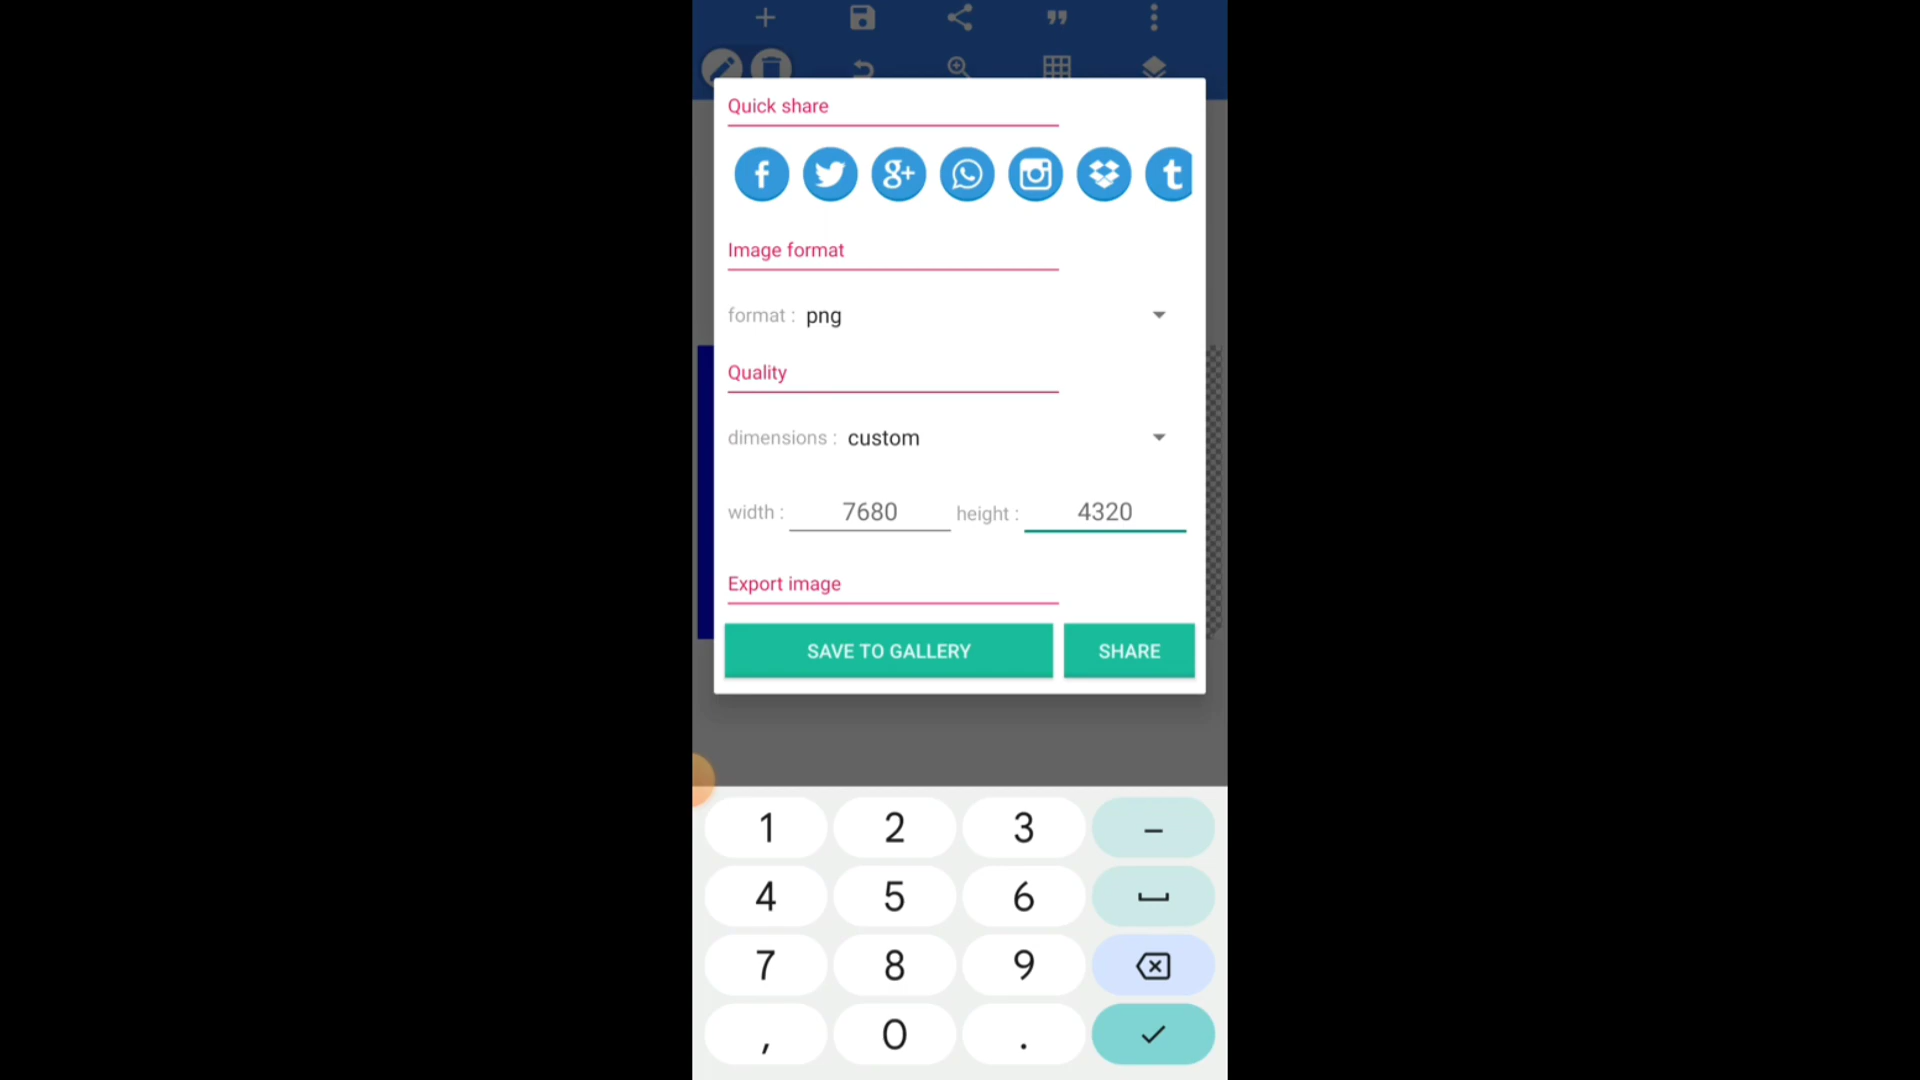 Quick share
Image format
format : png
Quality
dimensions : custom
width : 7680 height : 4320
Export image
SAVE TO GALLERY SHARE
1 2 3 –
4 5 6
7 8 9
, 0 .